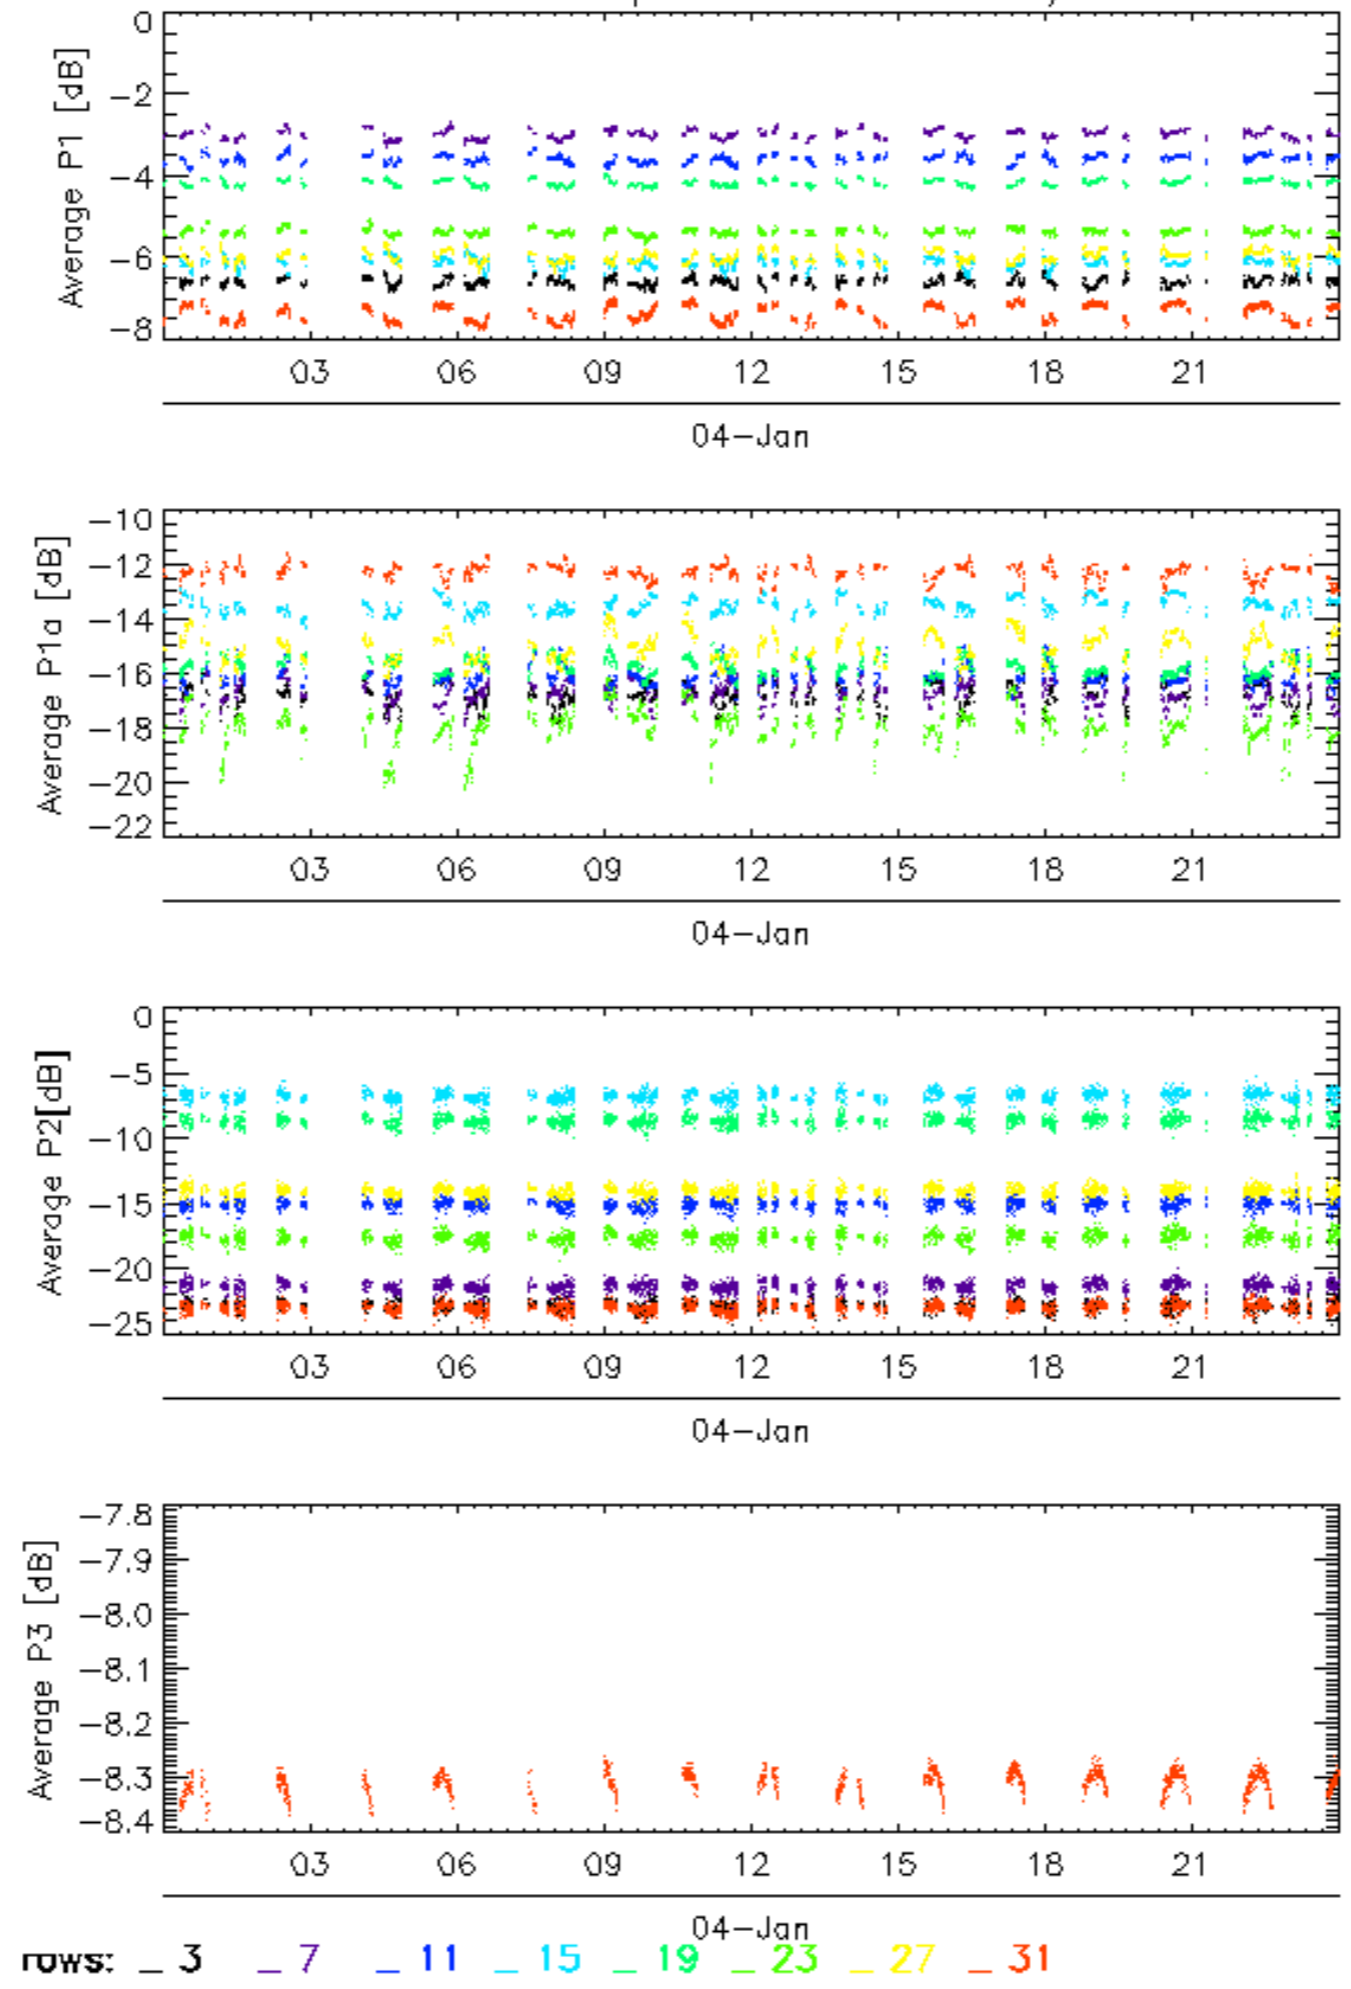 0
-2
-4
-6
-8
Average P1 [dB]
03 06 09 12 15 18 21
04-Jan
-10
-12
-14
-16
-18
-20
-22
Average P1a [dB]
03 06 09 12 15 18 21
04-Jan
0
-5
-10
-15
-20
-25
Average P2[dB]
03 06 09 12 15 18 21
04-Jan
-7.8
-7.9
-8.0
-8.1
-8.2
-8.3
-8.4
Average P3 [dB]
03 06 09 12 15 18 21
04-Jan
rows: _ 3 _ 7 _ 11 _ 15 _ 19 _ 23 _ 27 _ 31